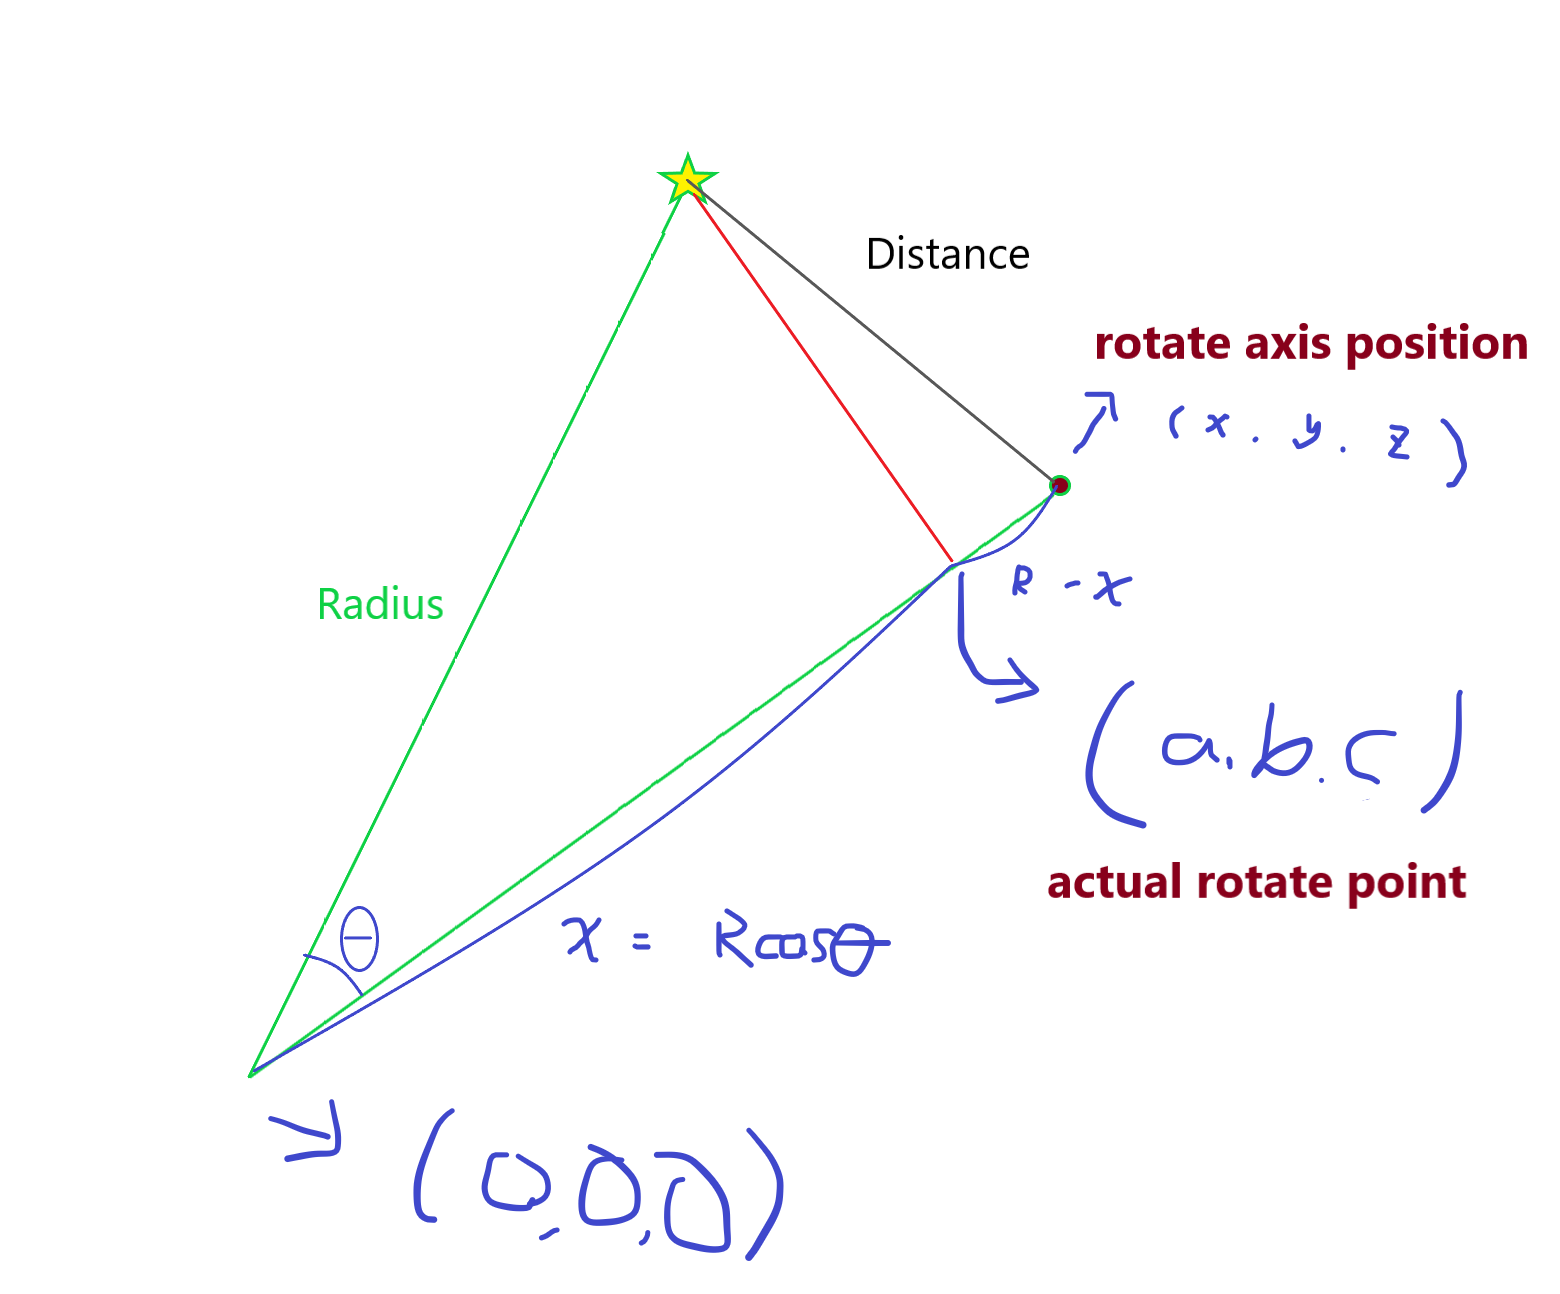 Distance
rotate axis position
(x. y. z)
Radius
R - x
(a. b. c)
actual rotate point
θ
x = Rcosθ
(0,0,0)